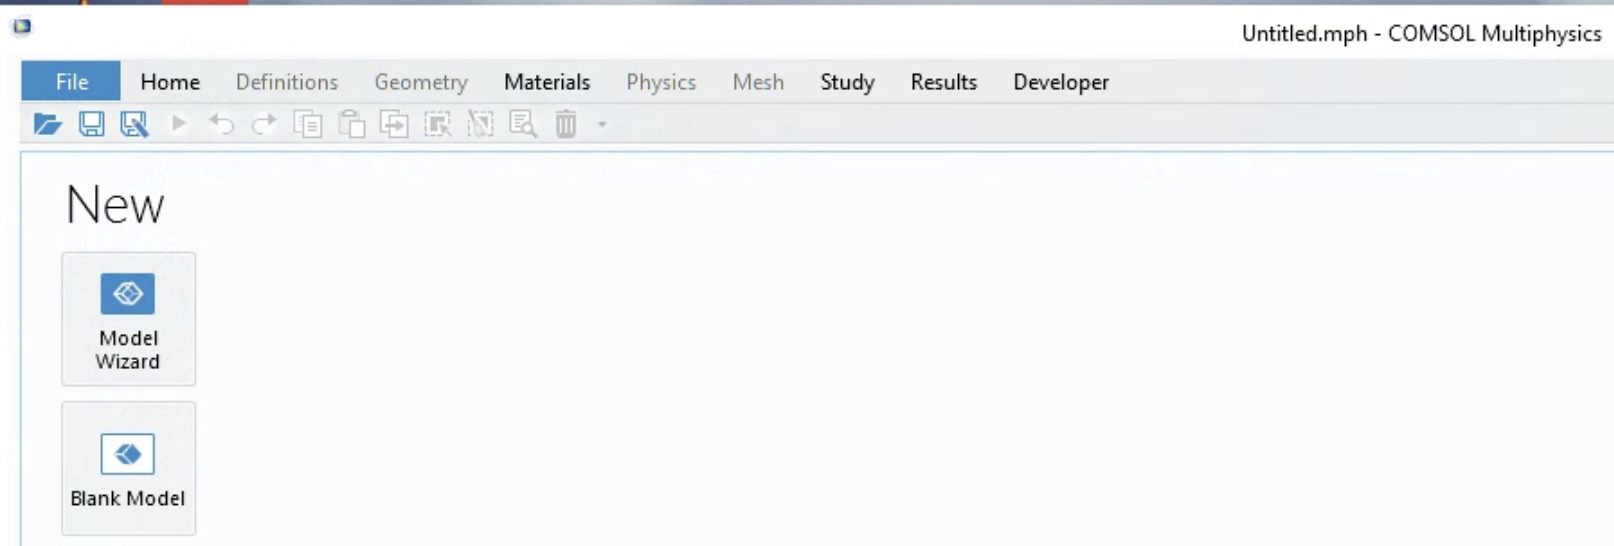 Untitled.mph - COMSOL Multiphysics
File Home Definitions Geometry Materials Physics Mesh Study Results Developer
New
Model
Wizard
Blank Model